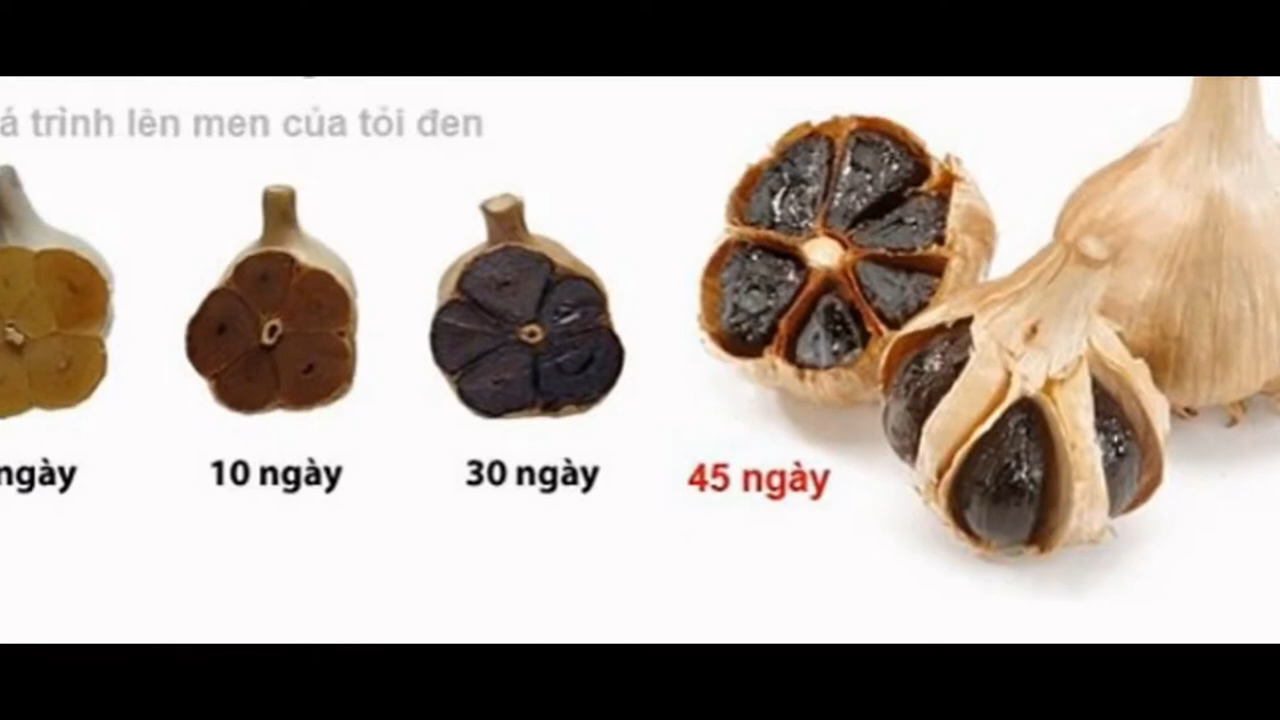 á trình lên men của tỏi đen
ngày
10 ngày
30 ngày
45 ngày